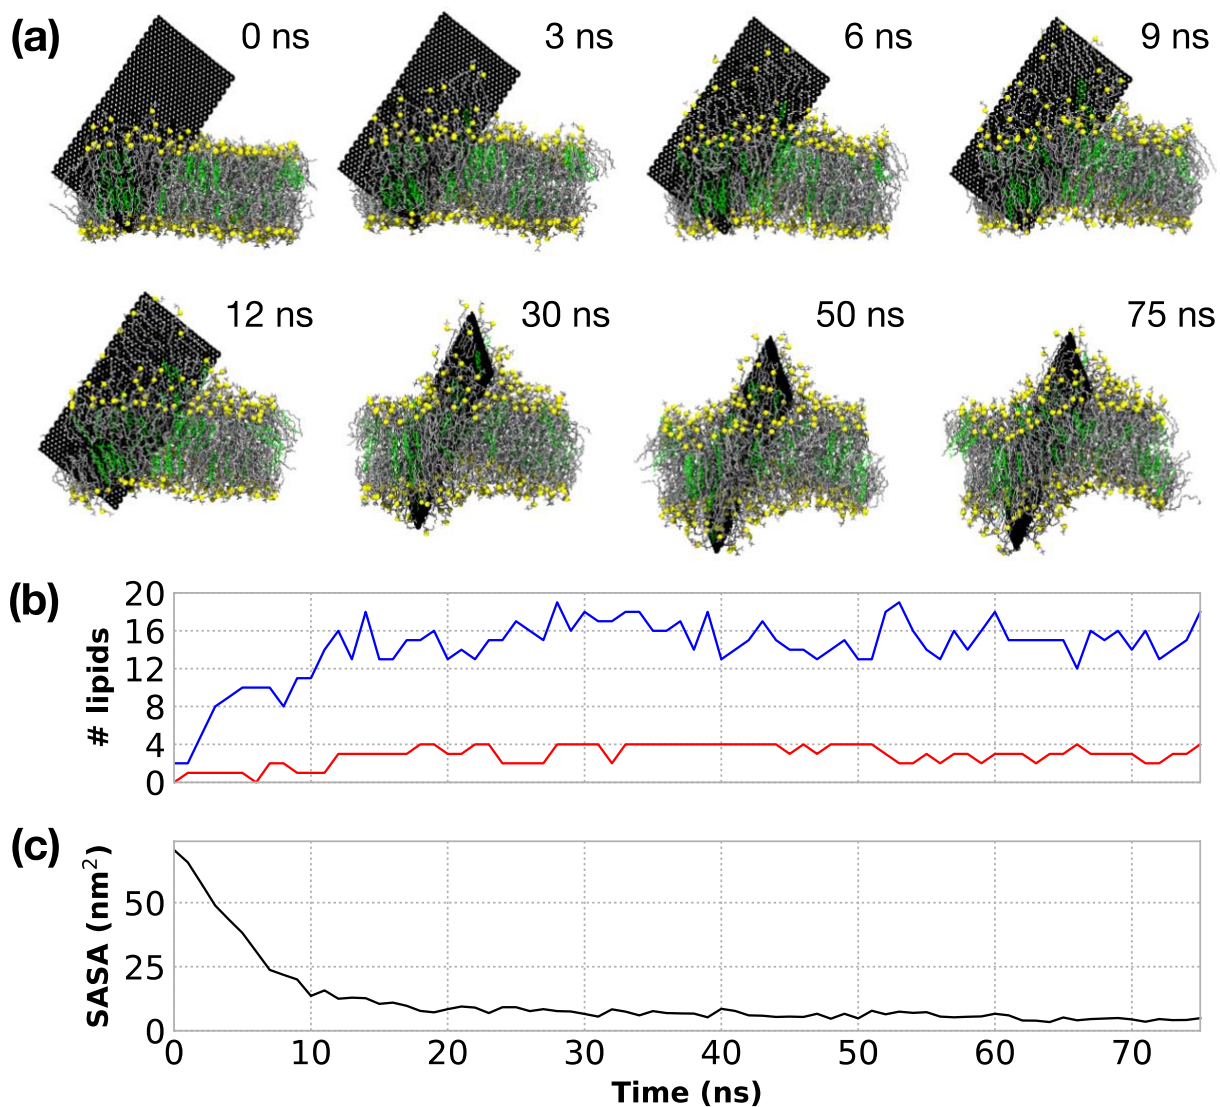 (a)
0 ns
3 ns
6 ns
9 ns
12 ns
30 ns
50 ns
75 ns
(b)
# lipids
20
16
12
8
4
0
(c)
SASA (nm²)
50
25
0
0 10 20 30 40 50 60 70
Time (ns)